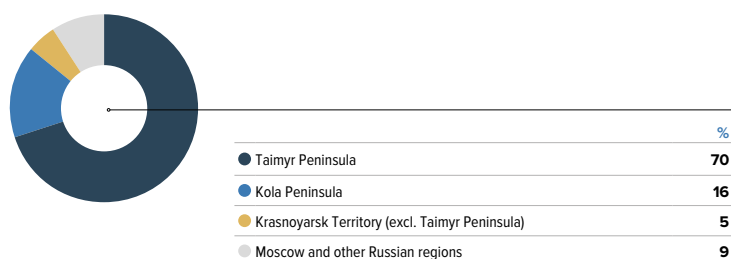 %
Taimyr Peninsula 70
Kola Peninsula 16
Krasnoyarsk Territory (excl. Taimyr Peninsula) 5
Moscow and other Russian regions 9